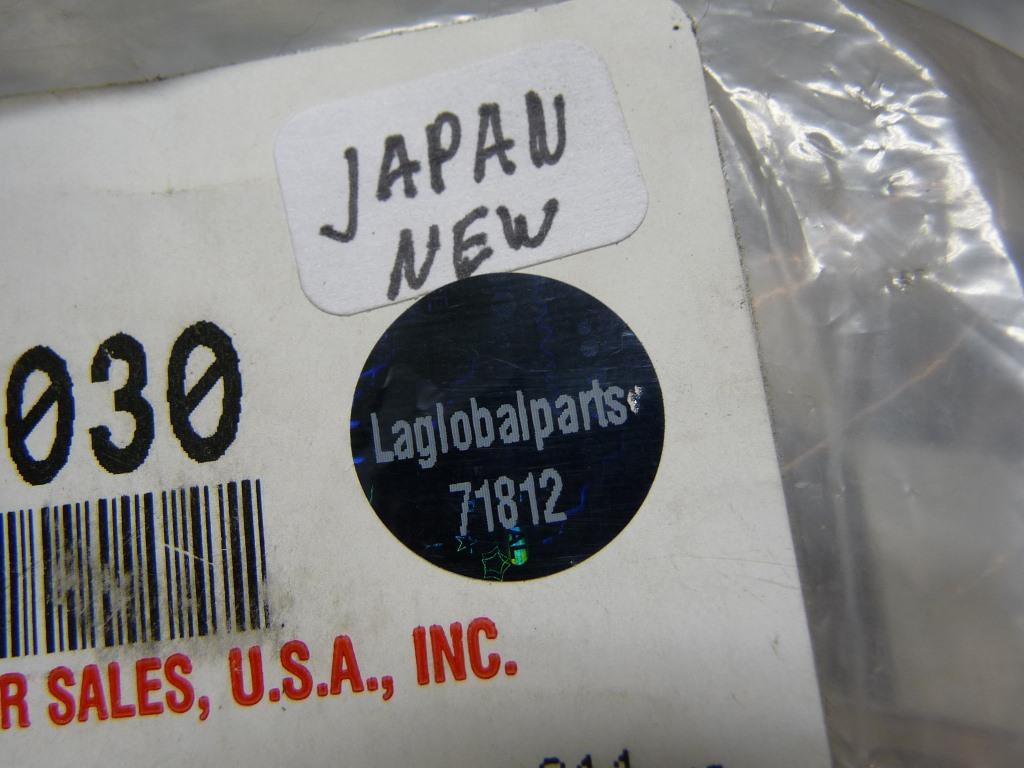 JAPAN
NEW
030
Laglobalparts
71812
R SALES, U.S.A., INC.